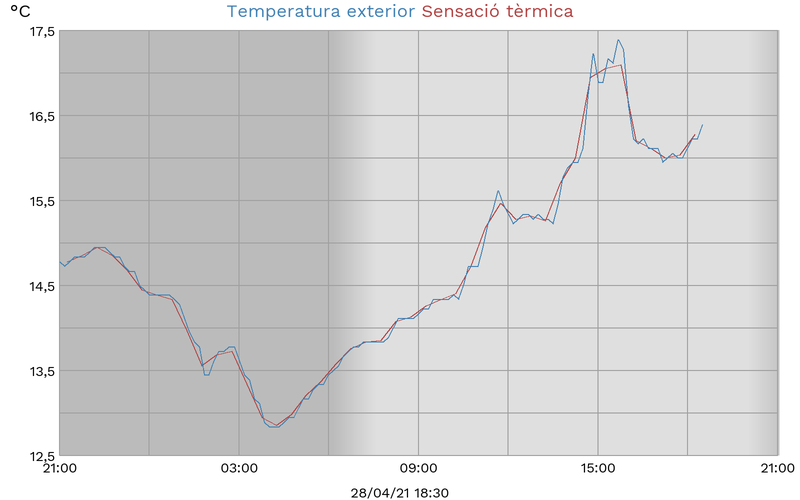 °C
Temperatura exterior Sensació tèrmica
17,5
16,5
15,5
14,5
13,5
12,5
21:00 03:00 09:00 15:00 21:00
28/04/21 18:30